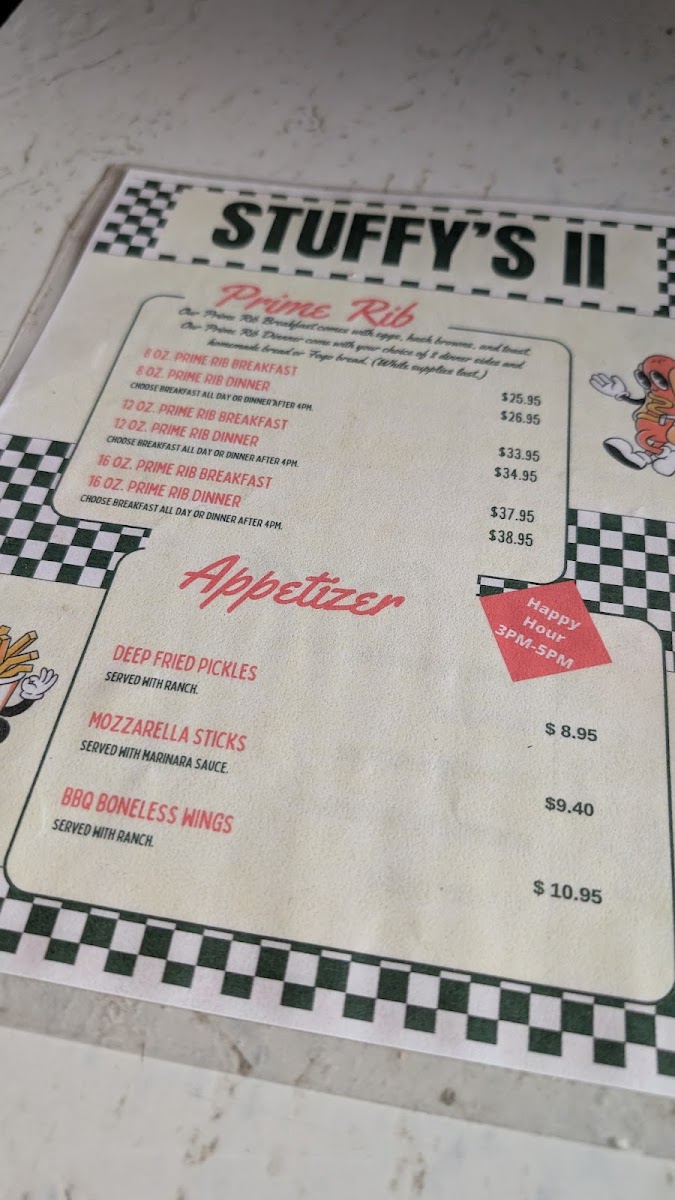 STUFFY'S II
Prime Rib
Our Prime Rib Breakfast comes with eggs, hash browns, and toast.
Our Prime Rib Dinner come with your choice of 2 dinner sides and
homemade bread or Fogo bread. (While supplies last.)
8 OZ. PRIME RIB BREAKFAST $25.95
8 OZ. PRIME RIB DINNER $26.95
CHOOSE BREAKFAST ALL DAY OR DINNER AFTER 4PM.
12 OZ. PRIME RIB BREAKFAST $33.95
12 OZ. PRIME RIB DINNER $34.95
CHOOSE BREAKFAST ALL DAY OR DINNER AFTER 4PM.
16 OZ. PRIME RIB BREAKFAST $37.95
16 OZ. PRIME RIB DINNER $38.95
CHOOSE BREAKFAST ALL DAY OR DINNER AFTER 4PM.
Appetizer
Happy
Hour
3PM-5PM
DEEP FRIED PICKLES $ 8.95
SERVED WITH RANCH.
MOZZARELLA STICKS $9.40
SERVED WITH MARINARA SAUCE.
BBQ BONELESS WINGS $ 10.95
SERVED WITH RANCH.